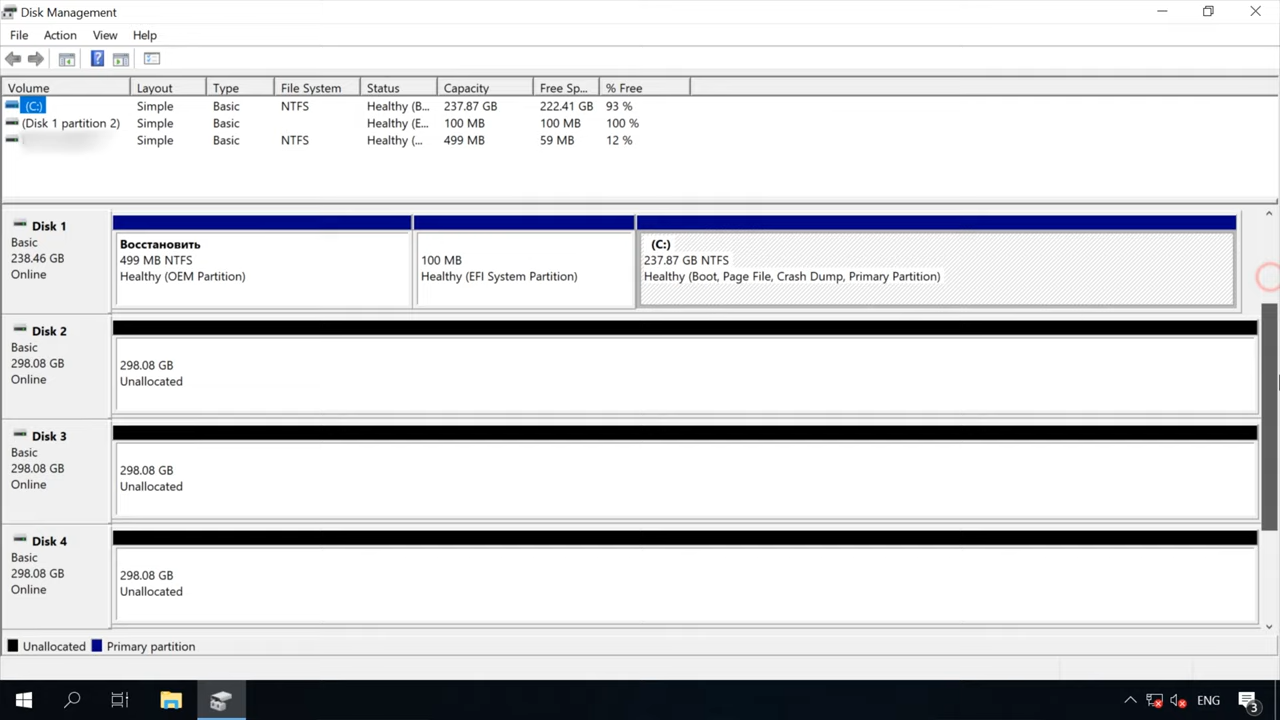 Disk Management
File Action View Help
Volume Layout Type File System Status Capacity Free Sp... % Free
(C:) Simple Basic NTFS Healthy (B... 237.87 GB 222.41 GB 93 %
(Disk 1 partition 2) Simple Basic Healthy (E... 100 MB 100 MB 100 %
Simple Basic NTFS Healthy (... 499 MB 59 MB 12 %
Disk 1
Basic
238.46 GB
Online
Восстановить
499 MB NTFS
Healthy (OEM Partition)
100 MB
Healthy (EFI System Partition)
(C:)
237.87 GB NTFS
Healthy (Boot, Page File, Crash Dump, Primary Partition)
Disk 2
Basic
298.08 GB
Online
298.08 GB
Unallocated
Disk 3
Basic
298.08 GB
Online
298.08 GB
Unallocated
Disk 4
Basic
298.08 GB
Online
298.08 GB
Unallocated
Unallocated Primary partition
ENG 3